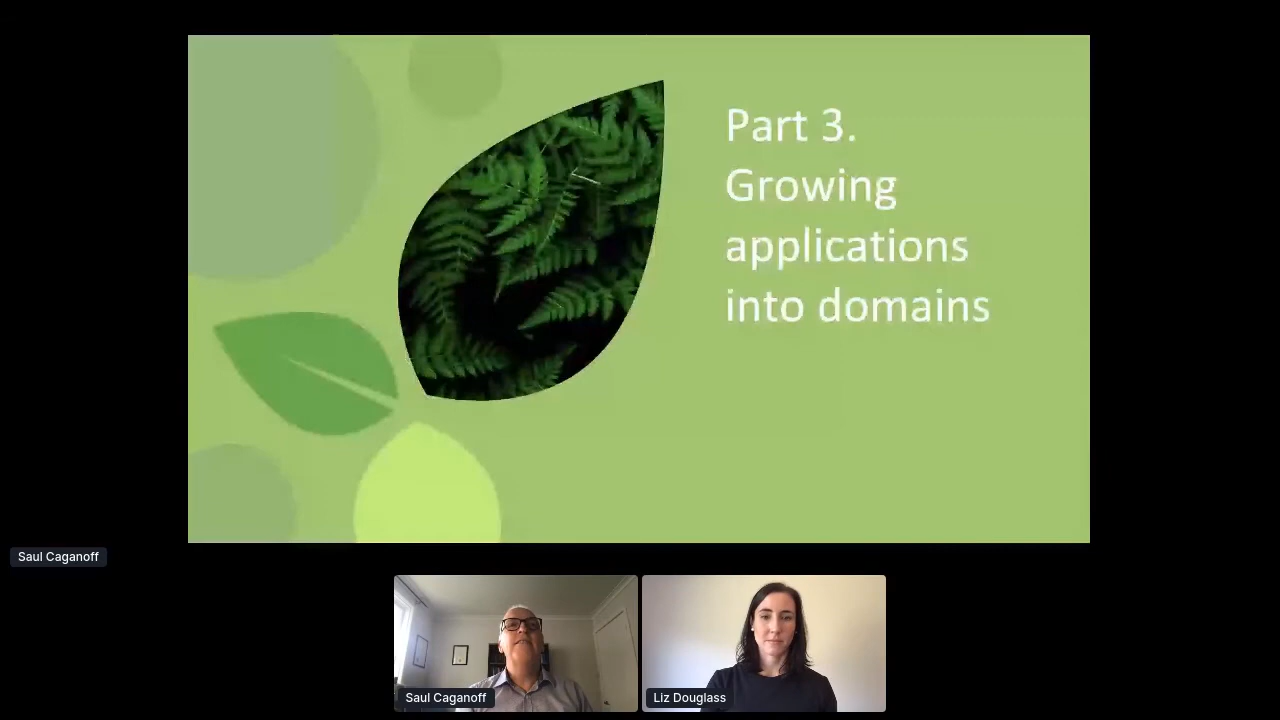 Part 3.
Growing
applications
into domains
Saul Caganoff
Saul Caganoff
Liz Douglass